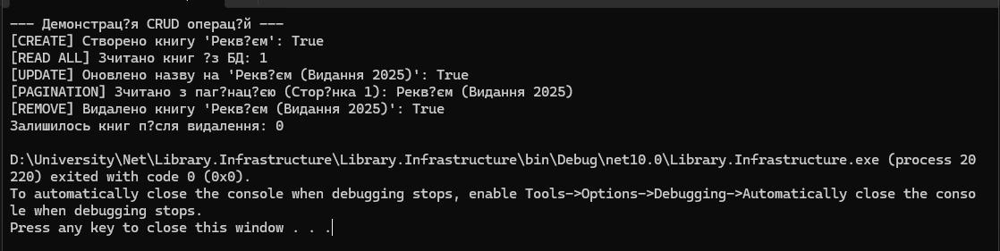 --- Демонстрац?я CRUD операц?й ---
[CREATE] Створено книгу 'Рекв?єм': True
[READ ALL] Зчитано книг ?з БД: 1
[UPDATE] Оновлено назву на 'Рекв?єм (Видання 2025)': True
[PAGINATION] Зчитано з паг?нац?єю (Стор?нка 1): Рекв?єм (Видання 2025)
[REMOVE] Видалено книгу 'Рекв?єм (Видання 2025)': True
Залишилось книг п?сля видалення: 0
D:\University\Net\Library.Infrastructure\Library.Infrastructure\bin\Debug\net10.0\Library.Infrastructure.exe (process 20
220) exited with code 0 (0x0).
To automatically close the console when debugging stops, enable Tools->Options->Debugging->Automatically close the conso
le when debugging stops.
Press any key to close this window . . .